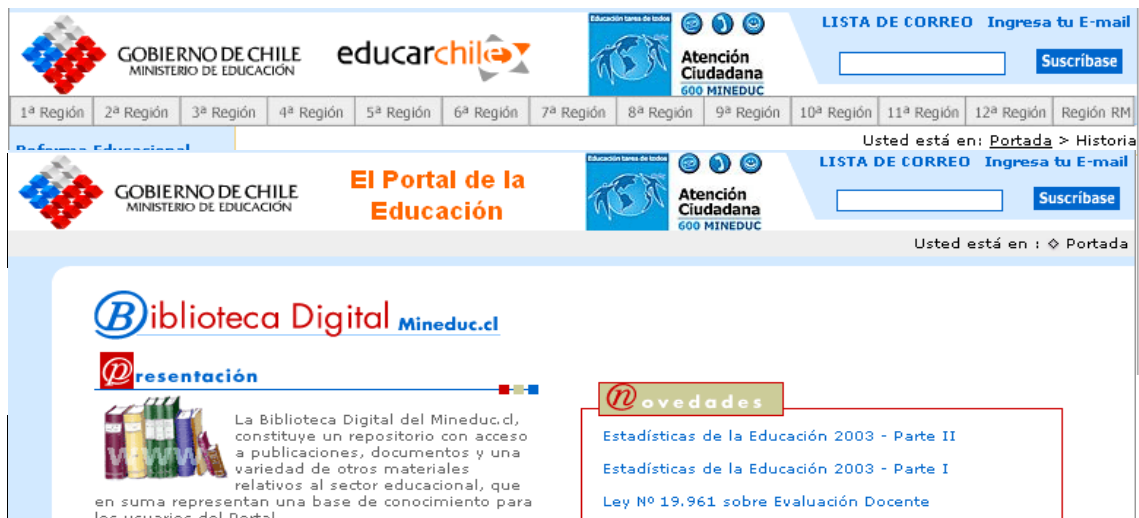 GOBIERNO DE CHILE
MINISTERIO DE EDUCACIÓN
educarchile
Educación tarea de todos
Atención
Ciudadana
600 MINEDUC
LISTA DE CORREO Ingresa tu E-mail
Suscríbase
1ª Región 2ª Región 3ª Región 4ª Región 5ª Región 6ª Región 7ª Región 8ª Región 9ª Región 10ª Región 11ª Región 12ª Región Región RM
Reforma Educacional
Usted está en: Portada > Historia
GOBIERNO DE CHILE
MINISTERIO DE EDUCACIÓN
El Portal de la
Educación
Educación tarea de todos
Atención
Ciudadana
600 MINEDUC
LISTA DE CORREO Ingresa tu E-mail
Suscríbase
Usted está en : ◇ Portada
Biblioteca Digital Mineduc.cl
Presentación
www
La Biblioteca Digital del Mineduc.cl,
constituye un repositorio con acceso
a publicaciones, documentos y una
variedad de otros materiales
relativos al sector educacional, que
en suma representan una base de conocimiento para
los usuarios del Portal
Novedades
Estadísticas de la Educación 2003 - Parte II
Estadísticas de la Educación 2003 - Parte I
Ley Nº 19.961 sobre Evaluación Docente